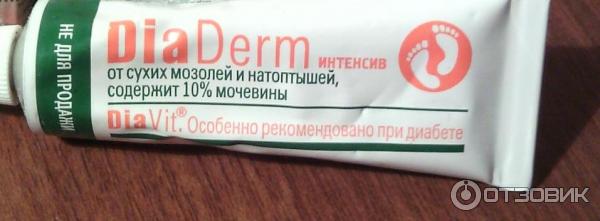 НЕ ДЛЯ ПРОДАЖИ
DiaDerm ИНТЕНСИВ
от сухих мозолей и натоптышей,
содержит 10% мочевины
DiaVit®. Особенно рекомендовано при диабете
ОТЗОВИК